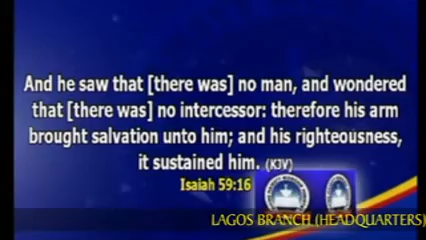 And he saw that [there was] no man, and wondered
that [there was] no intercessor: therefore his arm
brought salvation unto him; and his righteousness,
it sustained him. (KJV)
Isaiah 59:16
LAGOS BRANCH (HEADQUARTERS)